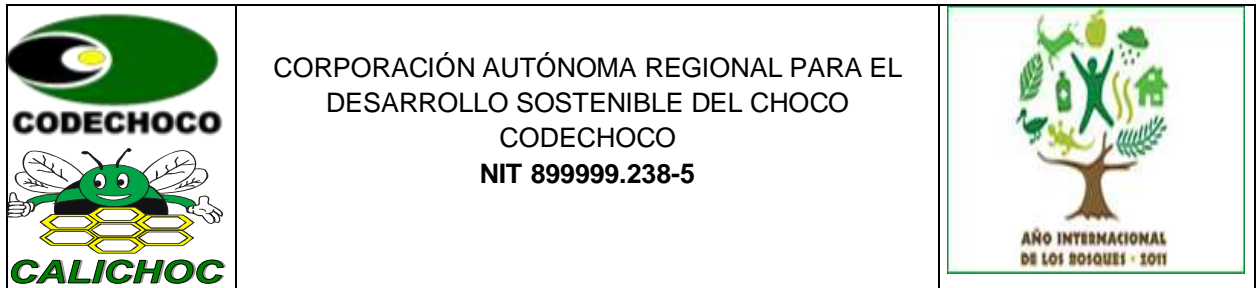 CODECHOCO
CALICHOC
CORPORACIÓN AUTÓNOMA REGIONAL PARA EL
DESARROLLO SOSTENIBLE DEL CHOCO
CODECHOCO
NIT 899999.238-5
AÑO INTERNACIONAL
DE LOS BOSQUES · 2011